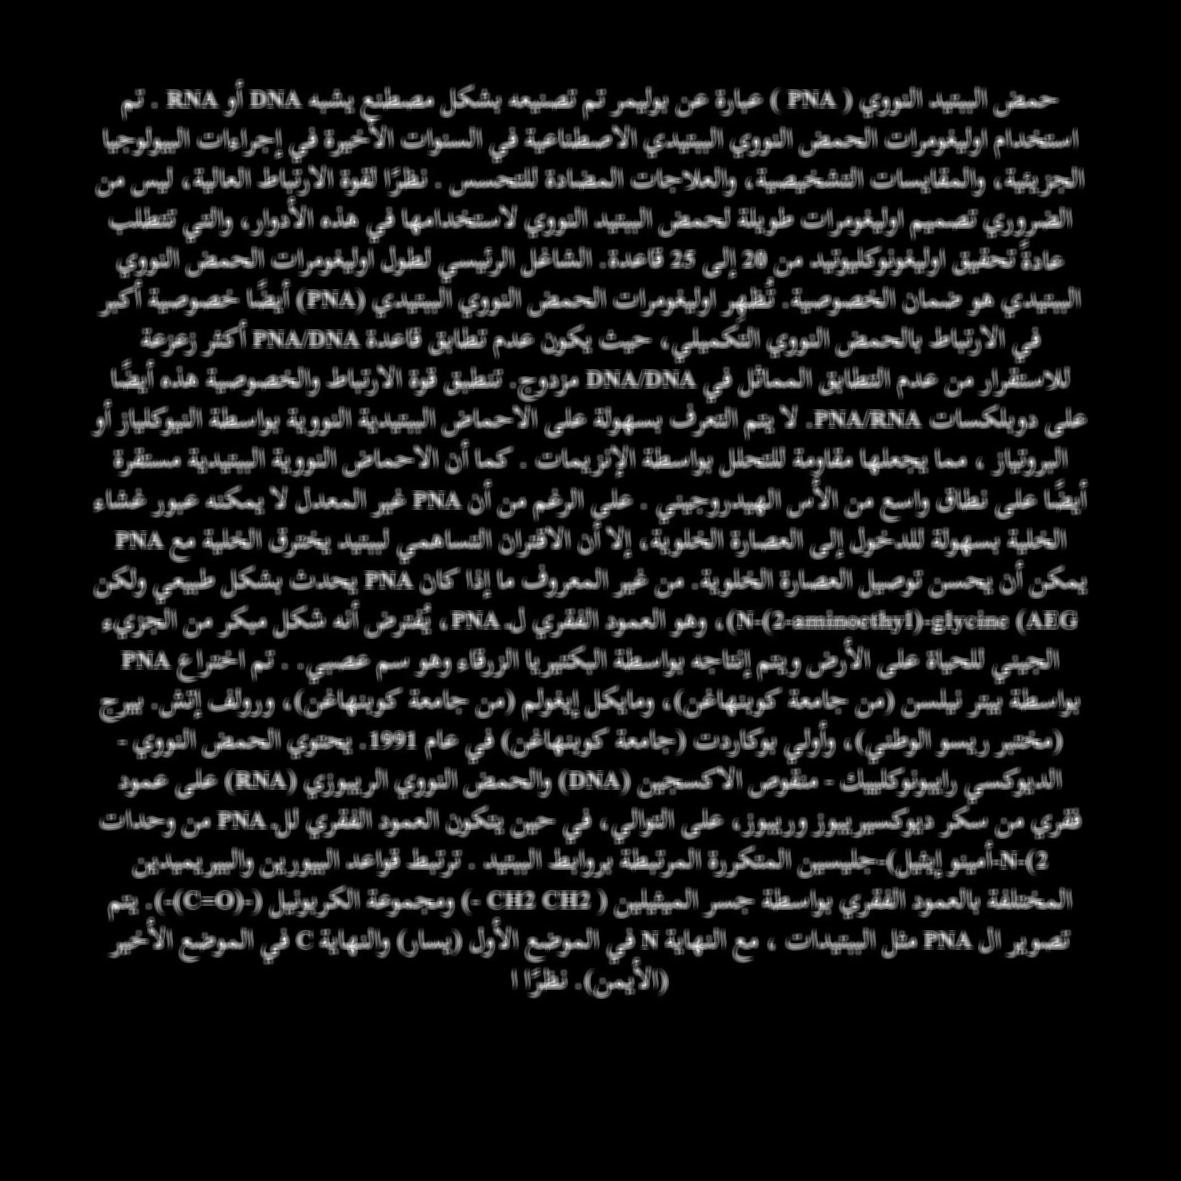 حمض الببتيد النووي ( PNA ) عبارة عن بوليمر تم تصنيعه بشكل مصطنع يشبه DNA أو RNA . تم
استخدام اوليغومرات الحمض النووي الببتيدي الاصطناعية في السنوات الأخيرة في إجراءات البيولوجيا
الجزيئية، والمقايسات التشخيصية، والعلاجات المضادة للتحسس . نظرًا لقوة الارتباط العالية، ليس من
الضروري تصميم اوليغومرات طويلة لحمض الببتيد النووي لاستخدامها في هذه الأدوار، والتي تتطلب
عادةً تحقيق اوليغونوكليوتيد من 20 إلى 25 قاعدة. الشاغل الرئيسي لطول اوليغومرات الحمض النووي
الببتيدي هو ضمان الخصوصية. تُظهر اوليغومرات الحمض النووي الببتيدي (PNA) أيضًا خصوصية أكبر
في الارتباط بالحمض النووي التكميلي، حيث يكون عدم تطابق قاعدة PNA/DNA أكثر زعزعة
للاستقرار من عدم التطابق المماثل في DNA/DNA مزدوج. تنطبق قوة الارتباط والخصوصية هذه أيضًا
على دوبلكسات PNA/RNA. لا يتم التعرف بسهولة على الاحماض الببتيدية النووية بواسطة النيوكلياز أو
البروتياز ، مما يجعلها مقاومة للتحلل بواسطة الإنزيمات . كما أن الاحماض النووية الببتيدية مستقرة
أيضًا على نطاق واسع من الأس الهيدروجيني . على الرغم من أن PNA غير المعدل لا يمكنه عبور غشاء
الخلية بسهولة للدخول إلى العصارة الخلوية، إلا أن الاقتران التساهمي لببتيد يخترق الخلية مع PNA
يمكن أن يحسن توصيل العصارة الخلوية. من غير المعروف ما إذا كان PNA يحدث بشكل طبيعي ولكن
N-(2-aminoethyl)-glycine (AEG)، وهو العمود الفقري لـ PNA، يُفترض أنه شكل مبكر من الجزيء
الجيني للحياة على الأرض ويتم إنتاجه بواسطة البكتيريا الزرقاء وهو سم عصبي. . تم اختراع PNA
بواسطة بيتر نيلسن (من جامعة كوبنهاغن)، ومايكل إيغولم (من جامعة كوبنهاغن)، ورولف إتش. بيرج
(مختبر ريسو الوطني)، وأولي بوكاردت (جامعة كوبنهاغن) في عام 1991. يحتوي الحمض النووي -
الديوكسي رايبونوكلييك - منقوص الاكسجين (DNA) والحمض النووي الريبوزي (RNA) على عمود
فقري من سكر ديوكسيريبوز وريبوز، على التوالي، في حين يتكون العمود الفقري للـ PNA من وحدات
N-(2-أمينو إيثيل)-جليسين المتكررة المرتبطة بروابط الببتيد . ترتبط قواعد البيورين والبيريميدين
المختلفة بالعمود الفقري بواسطة جسر الميثيلين ( CH2 CH2 -) ومجموعة الكربونيل (-(C=O)-). يتم
تصوير ال PNA مثل الببتيدات ، مع النهاية N في الموضع الأول (يسار) والنهاية C في الموضع الأخير
(الأيمن). نظرًا ا